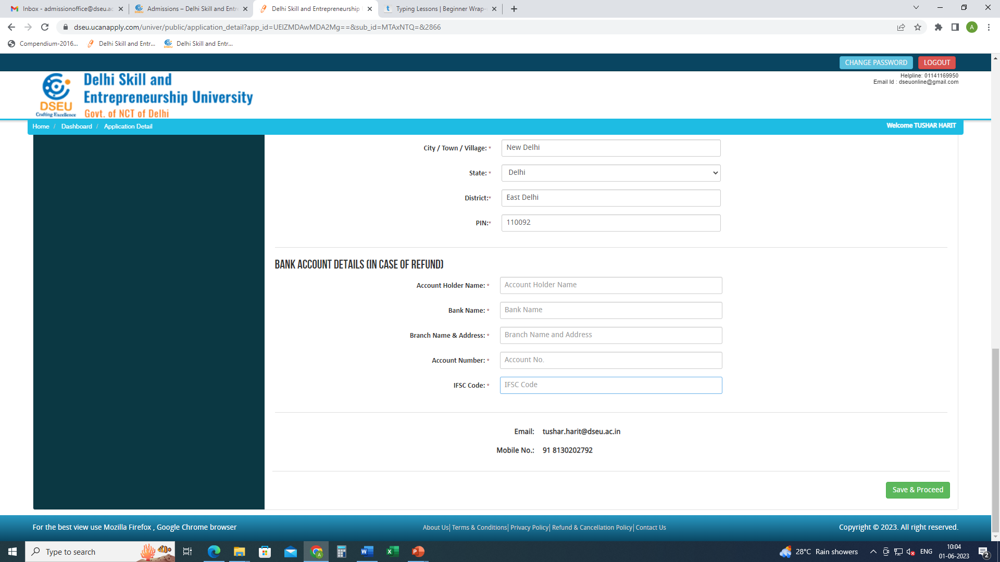 Inbox - admissionoffice@dseu.ac
Admissions – Delhi Skill and Entr
Delhi Skill and Entrepreneurship
Typing Lessons | Beginner Wrap-
dseu.ucanapply.com/univer/public/application_detail?app_id=UEIZMDAwMDA2Mg==&sub_id=MTAxNTQ=&2866
A
Compendium-2016...
Delhi Skill and Entr...
Delhi Skill and Entr...
CHANGE PASSWORD
LOGOUT
Helpline: 01141169950
Email Id : dseuonline@gmail.com
DSEU
Crafting Excellence
Delhi Skill and
Entrepreneurship University
Govt. of NCT of Delhi
Home / Dashboard / Application Detail
Welcome TUSHAR HARIT
City / Town / Village: * New Delhi
State: * Delhi
District:* East Delhi
PIN:* 110092
BANK ACCOUNT DETAILS (IN CASE OF REFUND)
Account Holder Name: * Account Holder Name
Bank Name: * Bank Name
Branch Name & Address: * Branch Name and Address
Account Number: * Account No.
IFSC Code: * IFSC Code
Email: tushar.harit@dseu.ac.in
Mobile No.: 91 8130202792
Save & Proceed
For the best view use Mozilla Firefox , Google Chrome browser
About Us| Terms & Conditions| Privacy Policy| Refund & Cancellation Policy| Contact Us
Copyright © 2023. All right reserved.
Type to search
28°C Rain showers
ENG
10:04
01-06-2023
2